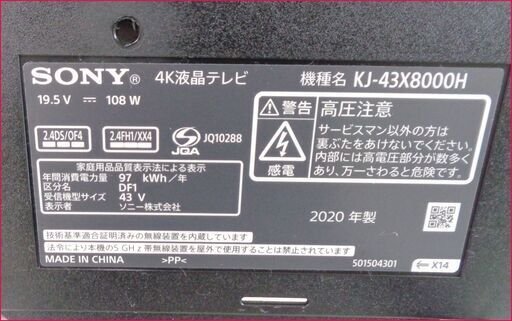 SONY® 4K液晶テレビ 機種名 KJ-43X8000H
19.5 V ⎓ 108 W
2.4DS/OF4 2.4FH1/XX4 JQA JQ10288
家庭用品品質表示法による表示
年間消費電力量 97 kWh／年
区分名 DF1
受信機型サイズ 43 V
表示者 ソニー株式会社
警告 高圧注意
感電
サービスマン以外の方は
裏ぶたをあけないでください。
内部には高電圧部分が数多く
あり、万一さわると危険です。
2020 年製
技術基準適合証明済みの無線装置を内蔵しています
法令により本機の5 GHz 帯無線装置を屋外で使用することは禁止されています
MADE IN CHINA >PP< 501504301 X14